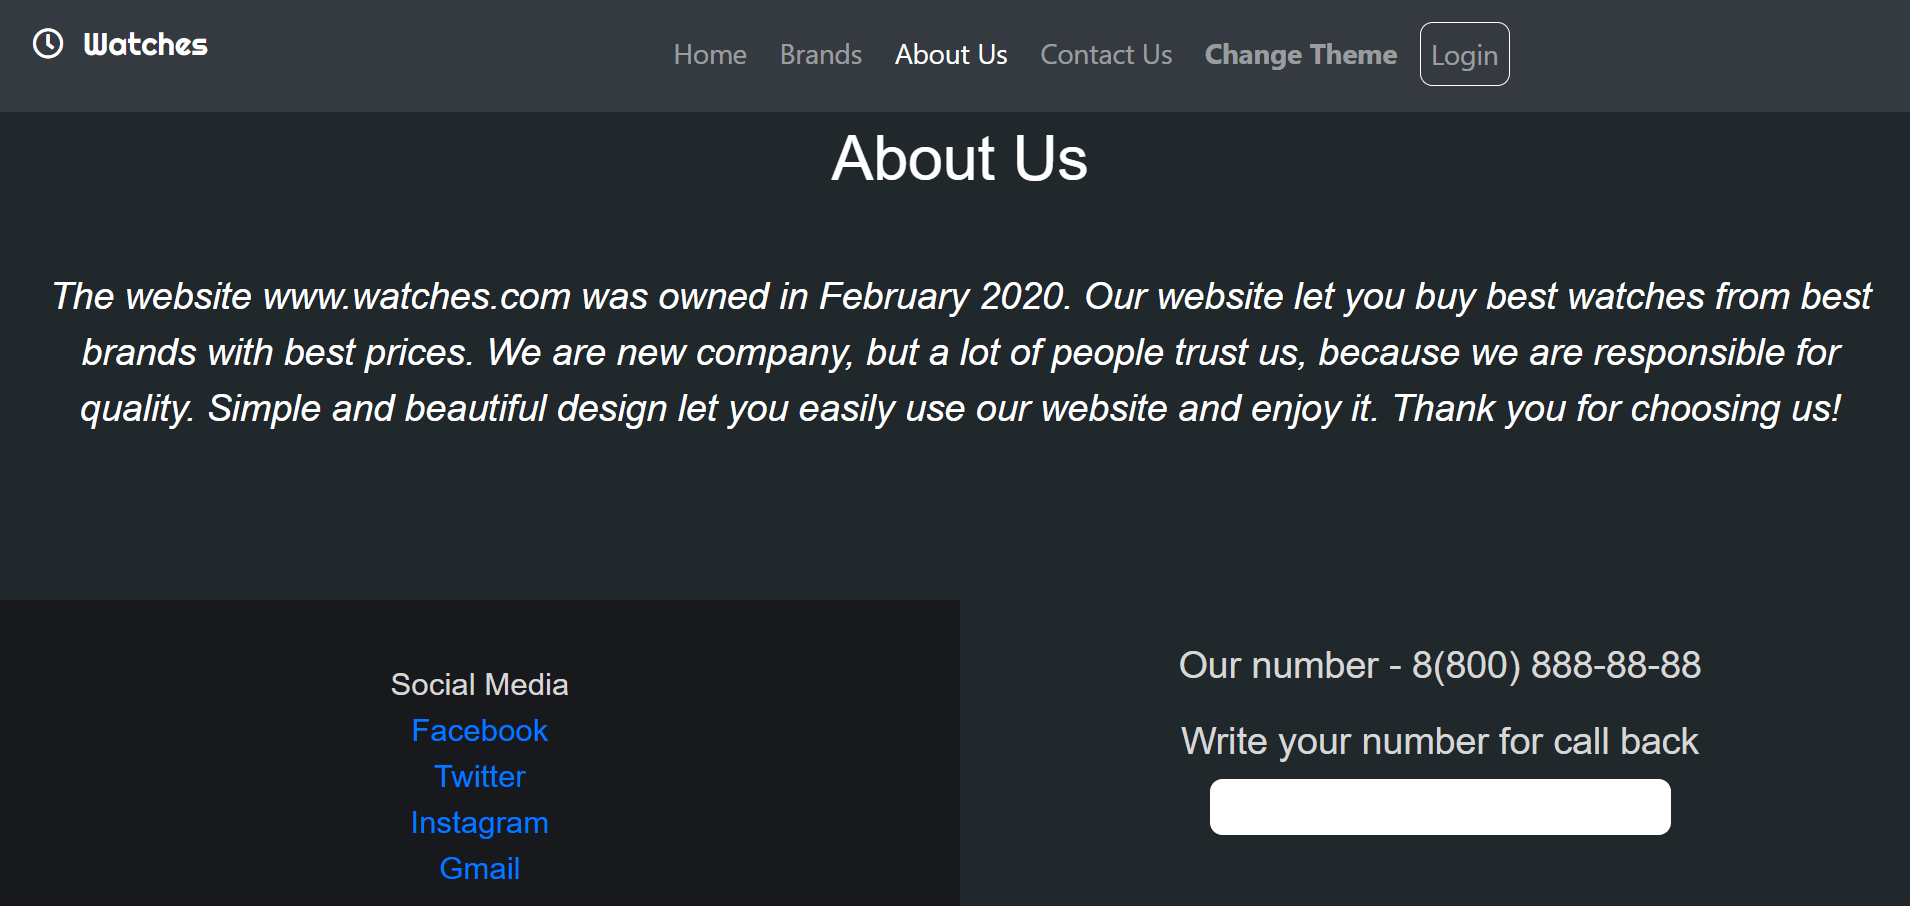 Watches
Home Brands About Us Contact Us Change Theme Login
About Us
The website www.watches.com was owned in February 2020. Our website let you buy best watches from best
brands with best prices. We are new company, but a lot of people trust us, because we are responsible for
quality. Simple and beautiful design let you easily use our website and enjoy it. Thank you for choosing us!
Social Media
Facebook
Twitter
Instagram
Gmail
Our number - 8(800) 888-88-88
Write your number for call back